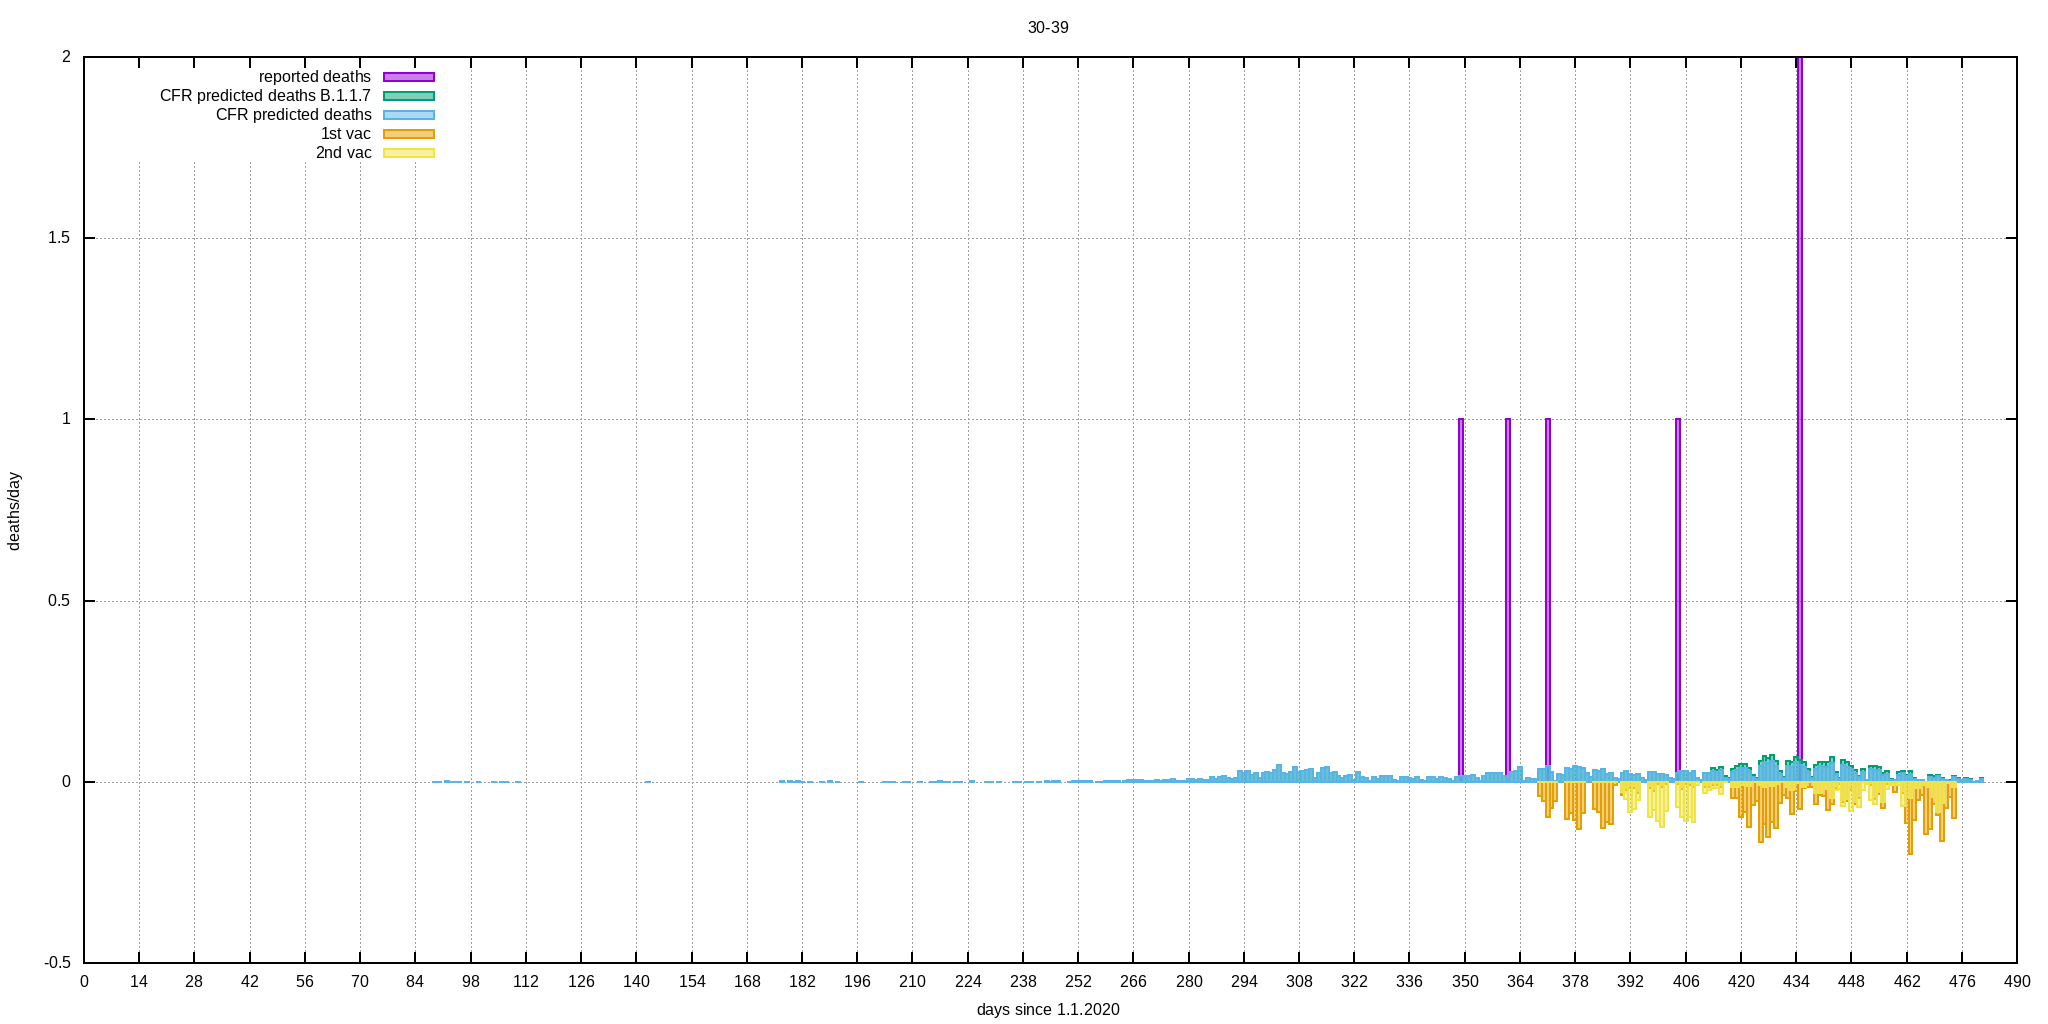 30-39
reported deaths
CFR predicted deaths B.1.1.7
CFR predicted deaths
1st vac
2nd vac
2
1.5
1
0.5
0
-0.5
deaths/day
0 14 28 42 56 70 84 98 112 126 140 154 168 182 196 210 224 238 252 266 280 294 308 322 336 350 364 378 392 406 420 434 448 462 476 490
days since 1.1.2020